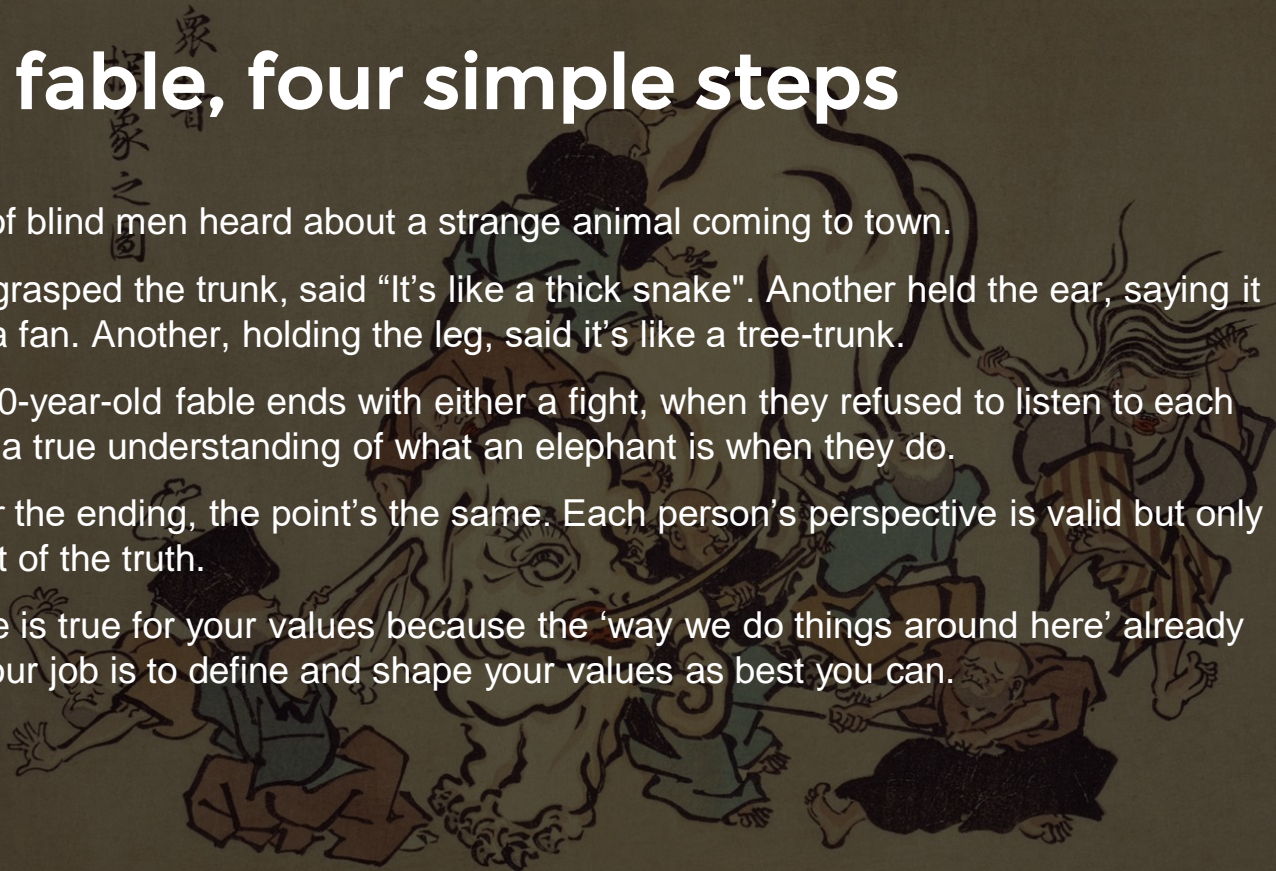 fable, four simple steps
of blind men heard about a strange animal coming to town.
grasped the trunk, said “It’s like a thick snake". Another held the ear, saying it
a fan. Another, holding the leg, said it’s like a tree-trunk.
0-year-old fable ends with either a fight, when they refused to listen to each
a true understanding of what an elephant is when they do.
r the ending, the point’s the same. Each person’s perspective is valid but only
t of the truth.
e is true for your values because the ‘way we do things around here’ already
our job is to define and shape your values as best you can.
衆
象之圖